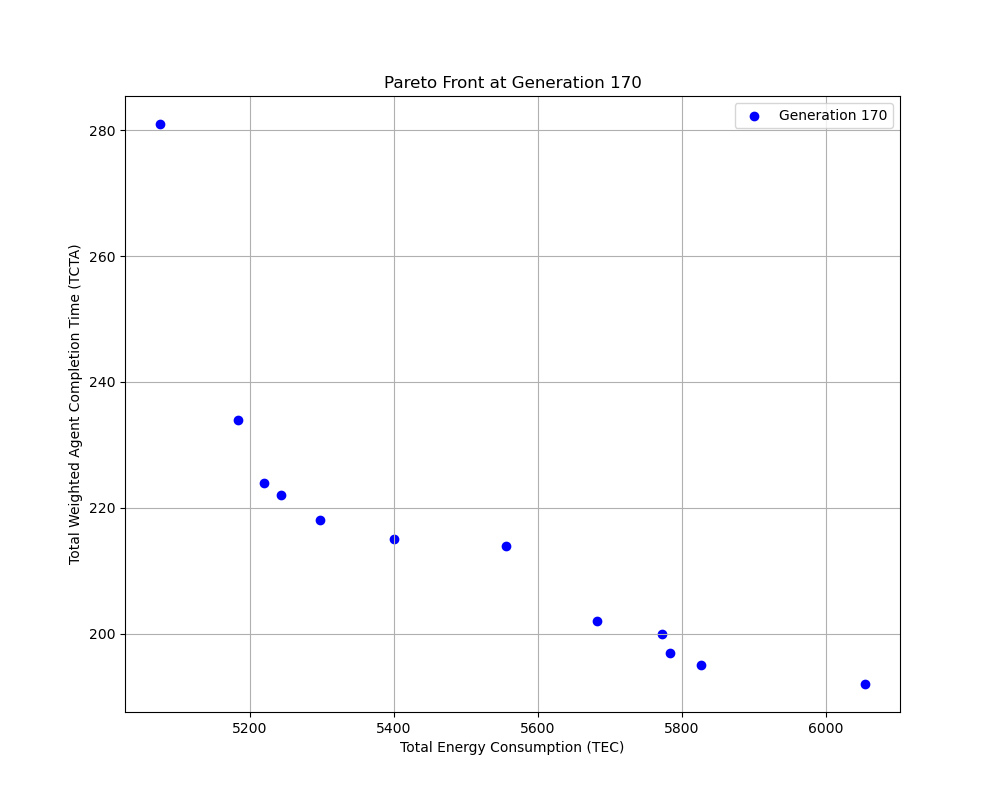 Pareto Front at Generation 170
Generation 170
Total Weighted Agent Completion Time (TCTA)
280
260
240
220
200
5200 5400 5600 5800 6000
Total Energy Consumption (TEC)